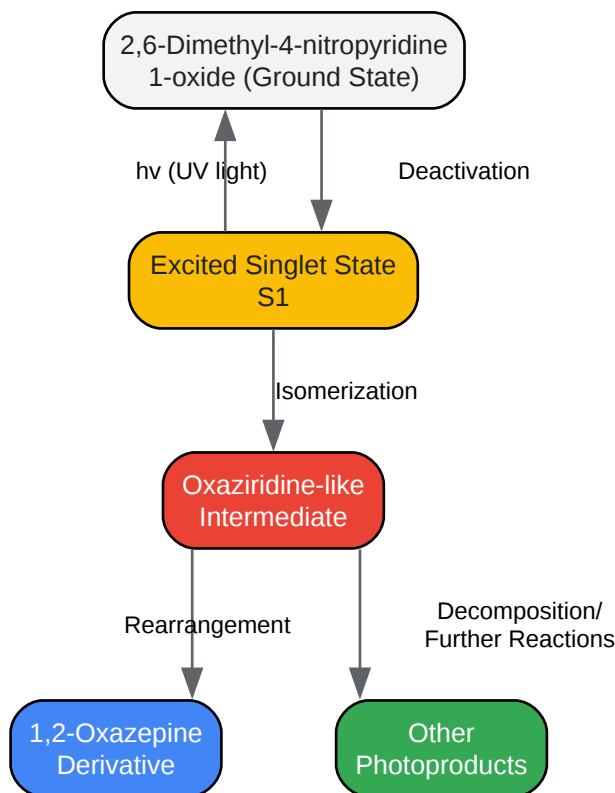 2,6-Dimethyl-4-nitropyridine
1-oxide (Ground State)
hv (UV light)
Deactivation
Excited Singlet State
S1
Isomerization
Oxaziridine-like
Intermediate
Rearrangement
Decomposition/
Further Reactions
1,2-Oxazepine
Derivative
Other
Photoproducts